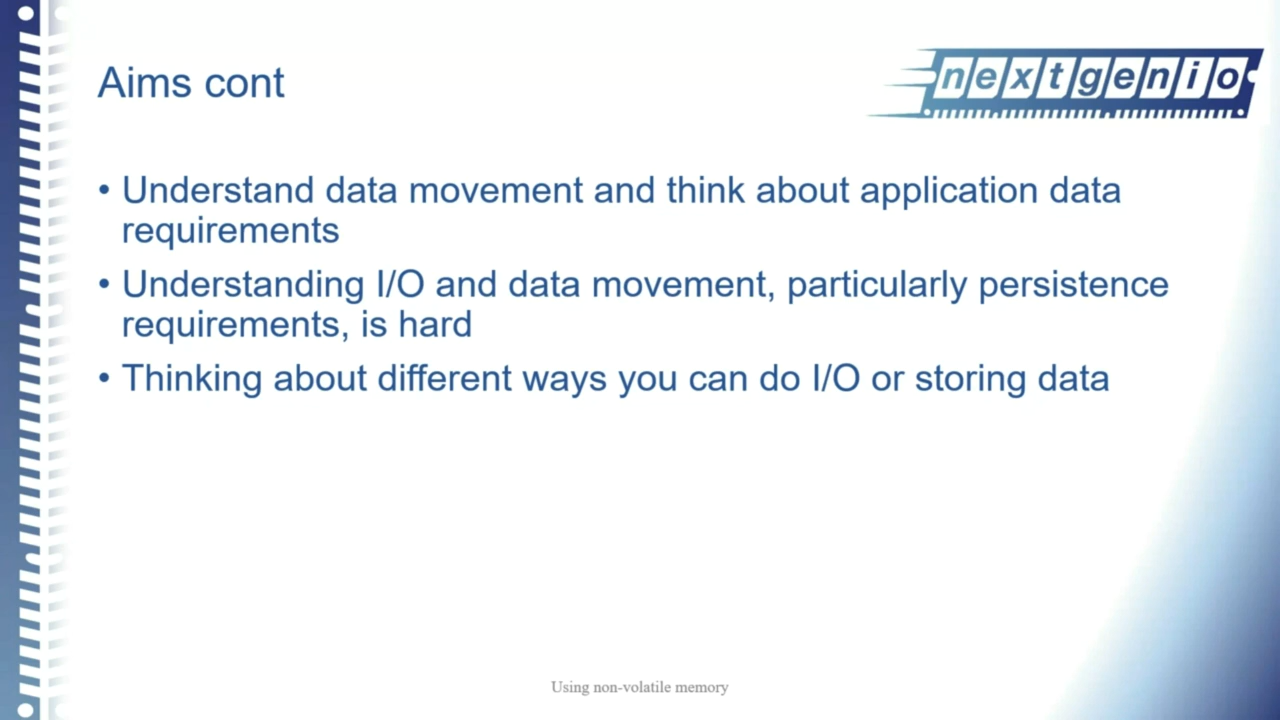 Aims cont
nextgenio
• Understand data movement and think about application data
requirements
• Understanding I/O and data movement, particularly persistence
requirements, is hard
• Thinking about different ways you can do I/O or storing data
Using non-volatile memory